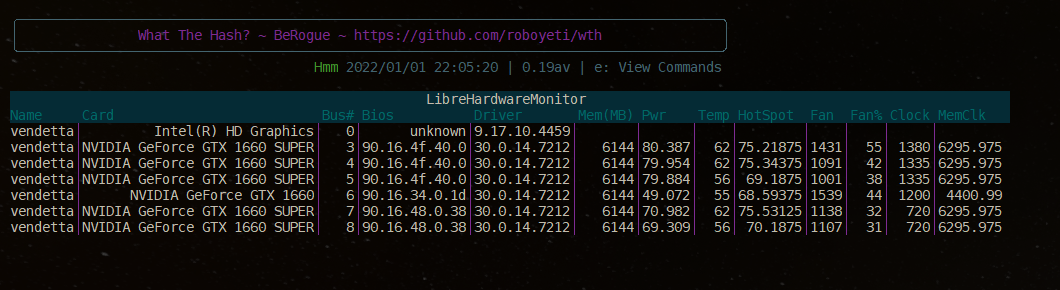 What The Hash? ~ BeRogue ~ https://github.com/roboyeti/wth
Hmm 2022/01/01 22:05:20 | 0.19av | e: View Commands
LibreHardwareMonitor
Name Card Bus# Bios Driver Mem(MB) Pwr Temp HotSpot Fan Fan% Clock MemClk
vendetta Intel(R) HD Graphics 0 unknown 9.17.10.4459
vendetta NVIDIA GeForce GTX 1660 SUPER 3 90.16.4f.40.0 30.0.14.7212 6144 80.387 62 75.21875 1431 55 1380 6295.975
vendetta NVIDIA GeForce GTX 1660 SUPER 4 90.16.4f.40.0 30.0.14.7212 6144 79.954 62 75.34375 1091 42 1335 6295.975
vendetta NVIDIA GeForce GTX 1660 SUPER 5 90.16.4f.40.0 30.0.14.7212 6144 79.884 56 69.1875 1001 38 1335 6295.975
vendetta NVIDIA GeForce GTX 1660 6 90.16.34.0.1d 30.0.14.7212 6144 49.072 55 68.59375 1539 44 1200 4400.99
vendetta NVIDIA GeForce GTX 1660 SUPER 7 90.16.48.0.38 30.0.14.7212 6144 70.982 62 75.53125 1138 32 720 6295.975
vendetta NVIDIA GeForce GTX 1660 SUPER 8 90.16.48.0.38 30.0.14.7212 6144 69.309 56 70.1875 1107 31 720 6295.975